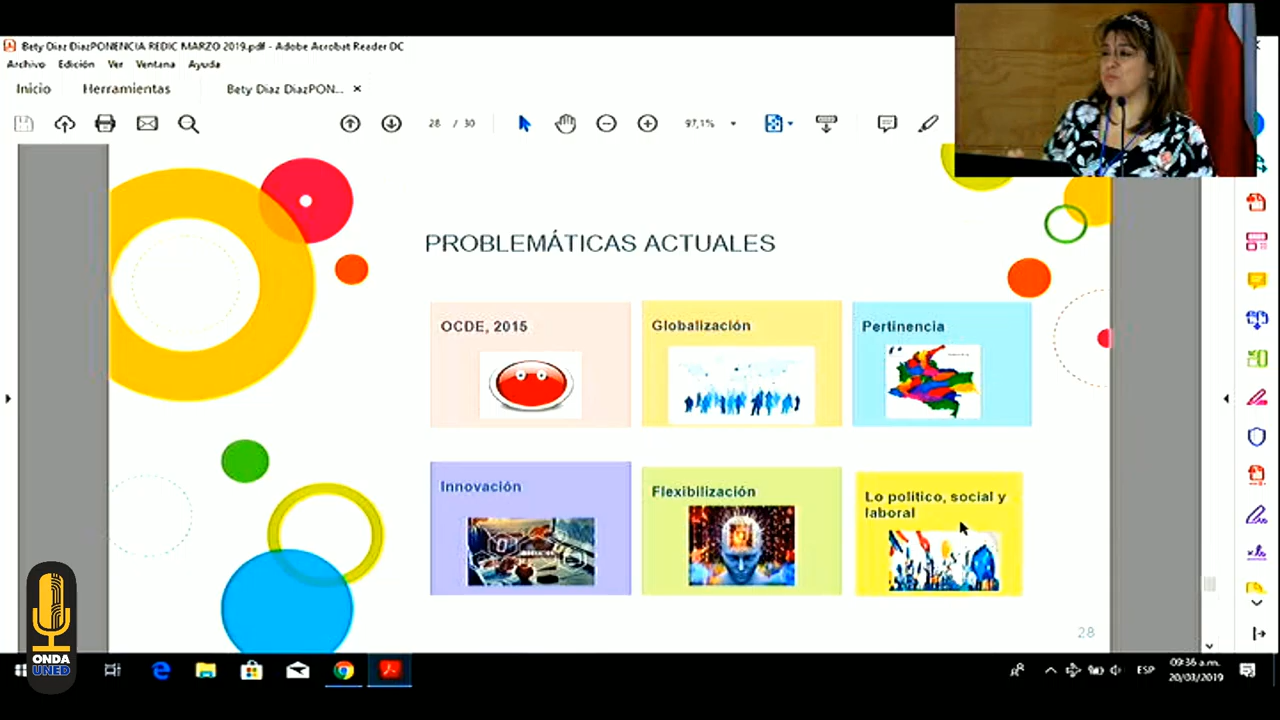 Bety Diaz DiazPONENCIA REDIC MARZO 2019.pdf - Adobe Acrobat Reader DC
Archivo Edición Ver Ventana Ayuda
Inicio Herramientas Bety Diaz DiazPON... ×
28 / 30 97,1%
PROBLEMÁTICAS ACTUALES
OCDE, 2015
Globalización
Pertinencia
Innovación
Flexibilización
Lo político, social y
laboral
28
ONDA
UNED
ESP
09:36 a.m.
20/03/2019